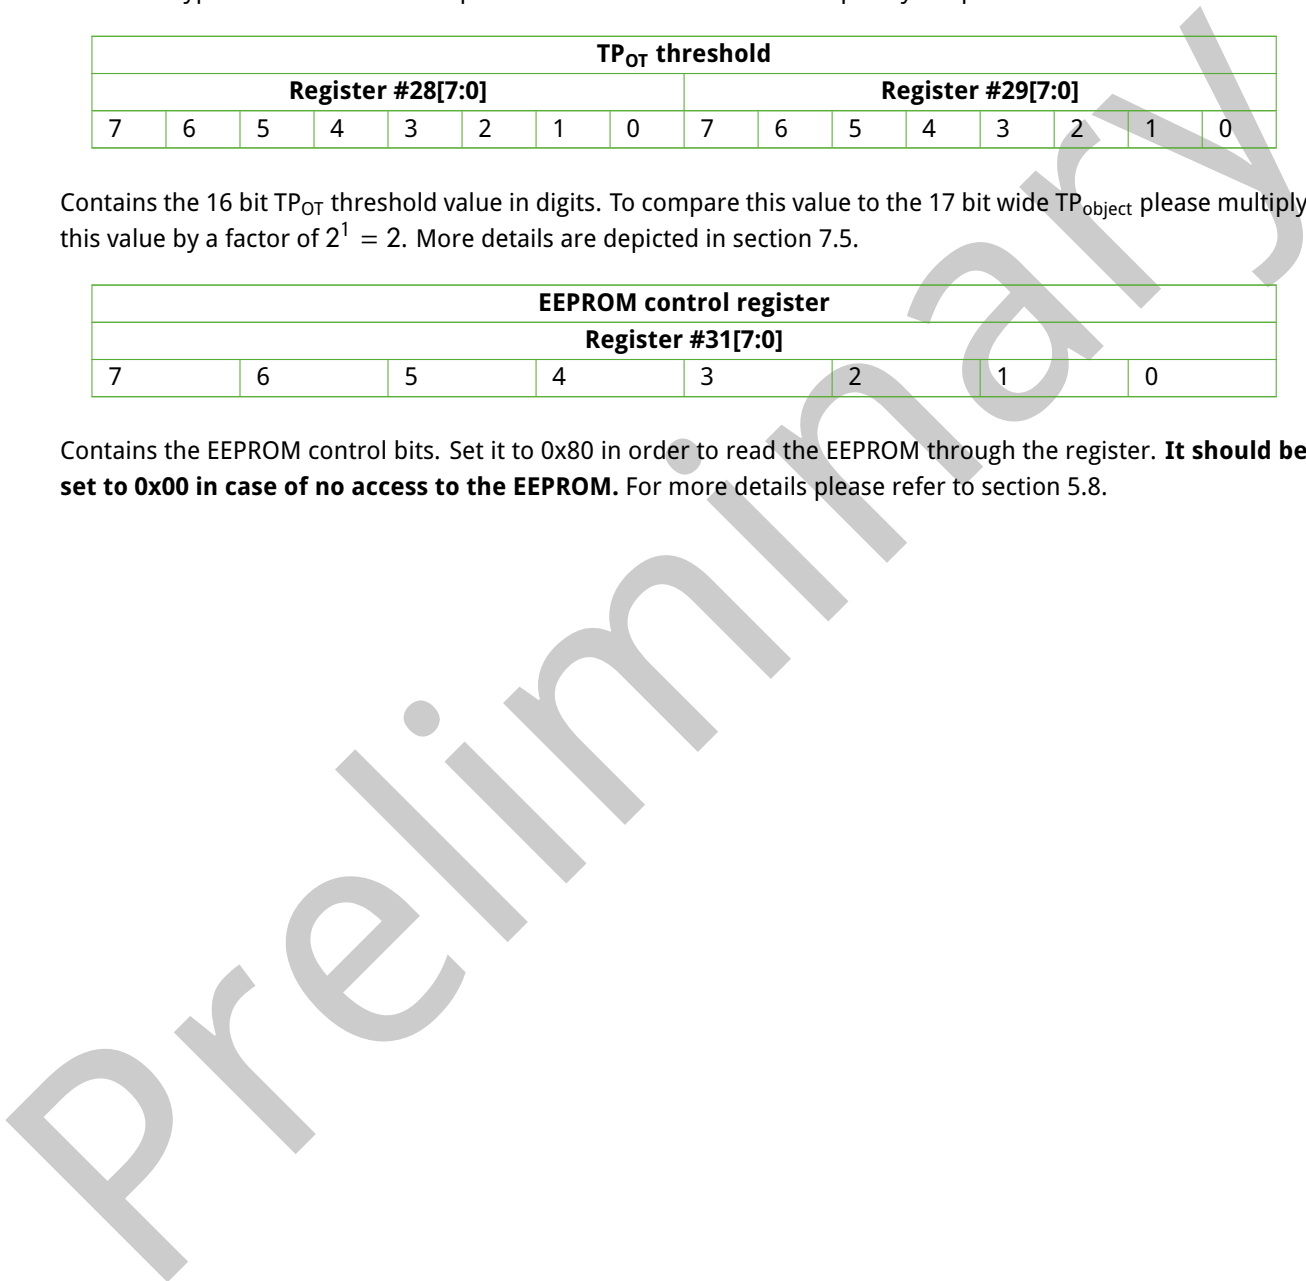 TPOT threshold
Register #28[7:0] Register #29[7:0]
7 6 5 4 3 2 1 0 7 6 5 4 3 2 1 0
Contains the 16 bit TPOT threshold value in digits. To compare this value to the 17 bit wide TPobject please multiply
this value by a factor of 2^1 = 2. More details are depicted in section 7.5.
EEPROM control register
Register #31[7:0]
7 6 5 4 3 2 1 0
Contains the EEPROM control bits. Set it to 0x80 in order to read the EEPROM through the register. It should be
set to 0x00 in case of no access to the EEPROM. For more details please refer to section 5.8.
Preliminary